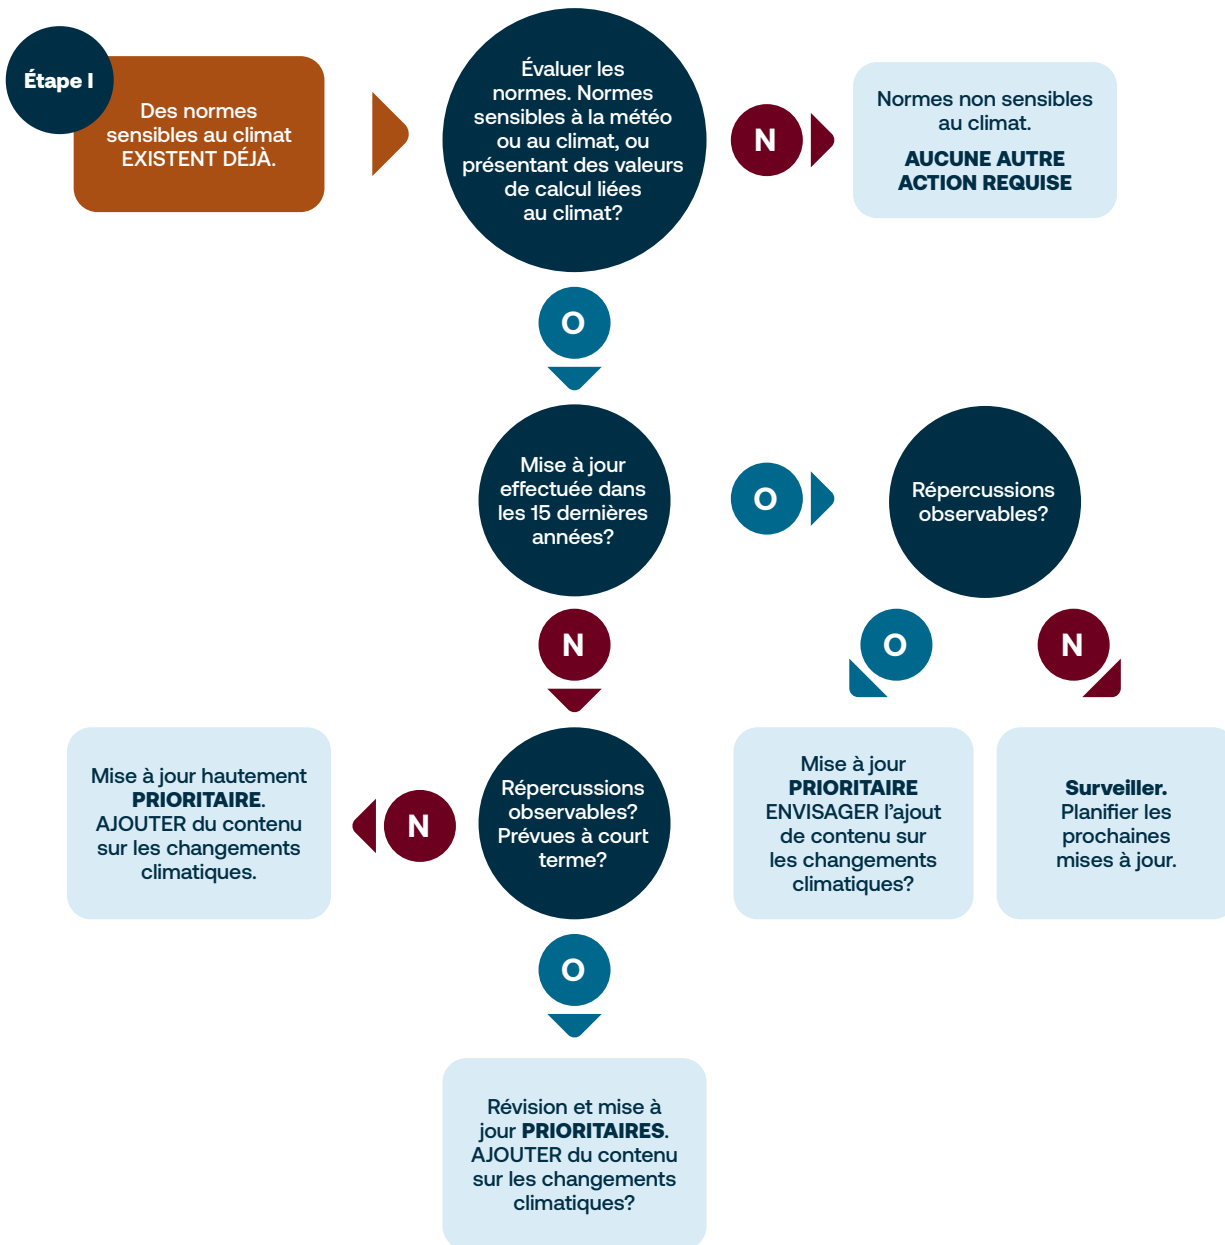 Étape I
Des normes
sensibles au climat
EXISTENT DÉJÀ.
Évaluer les
normes. Normes
sensibles à la météo
ou au climat, ou
présentant des valeurs
de calcul liées
au climat?
N
Normes non sensibles
au climat.
AUCUNE AUTRE
ACTION REQUISE
O
Mise à jour
effectuée dans
les 15 dernières
années?
O
Répercussions
observables?
N
O
N
Mise à jour hautement
PRIORITAIRE.
AJOUTER du contenu
sur les changements
climatiques.
N
Répercussions
observables?
Prévues à court
terme?
Mise à jour
PRIORITAIRE
ENVISAGER l'ajout
de contenu sur
les changements
climatiques?
Surveiller.
Planifier les
prochaines
mises à jour.
O
Révision et mise à
jour PRIORITAIRES.
AJOUTER du contenu
sur les changements
climatiques?